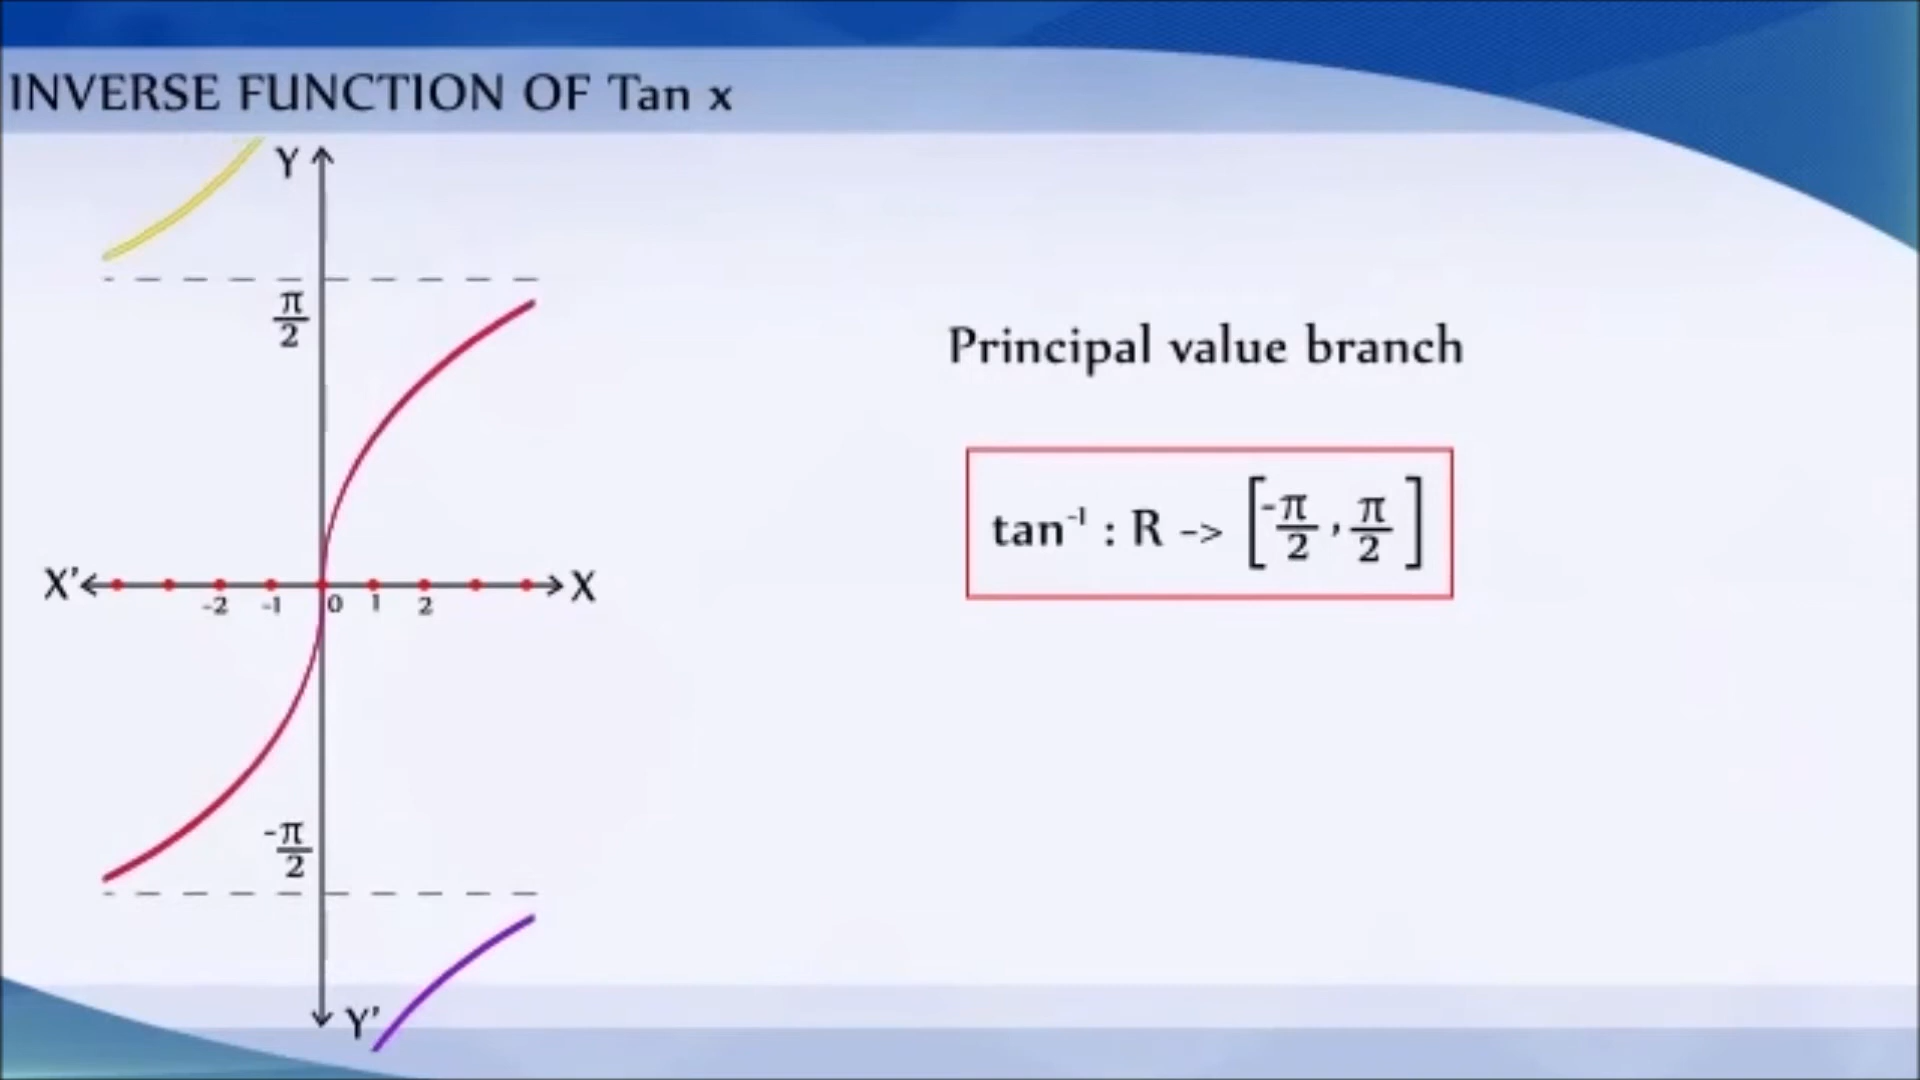 INVERSE FUNCTION OF Tan x
Y
π/2
Principal value branch
tan⁻¹ : R -> [-π/2 , π/2]
X' X
-2 -1 0 1 2
-π/2
Y'